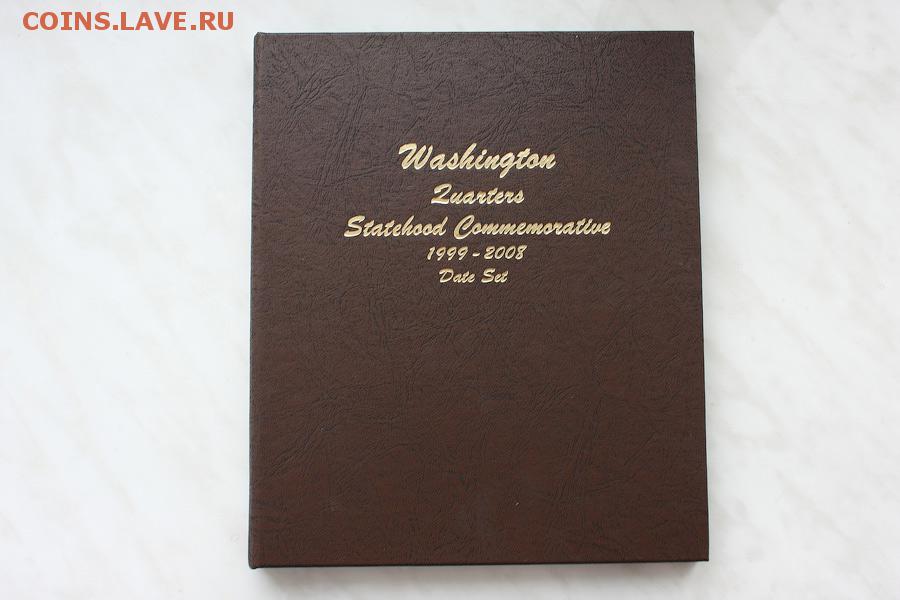 COINS.LAVE.RU
Washington
Quarters
Statehood Commemorative
1999-2008
Date Set